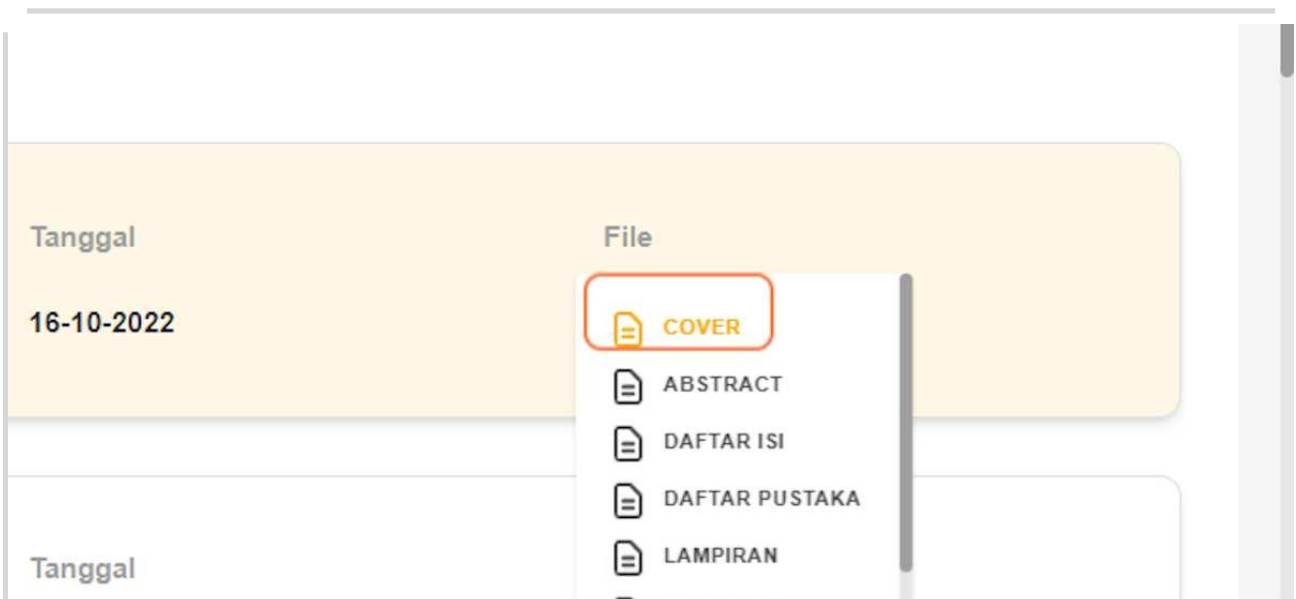 Tanggal
File
16-10-2022
COVER
ABSTRACT
DAFTAR ISI
DAFTAR PUSTAKA
LAMPIRAN
Tanggal